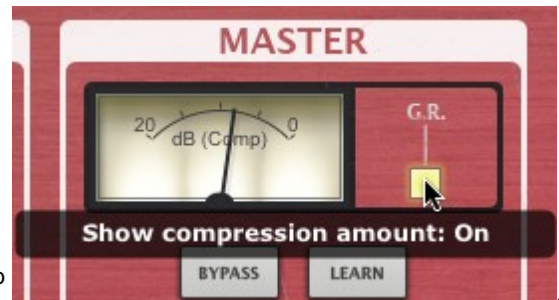 MASTER
20 0
dB (Comp)
G.R.
Show compression amount: On
BYPASS LEARN